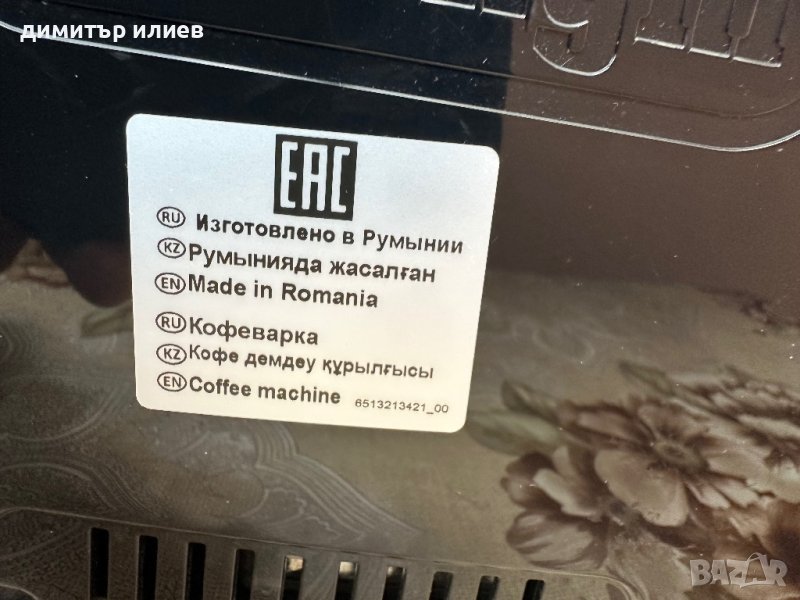 димитър илиев
EAC
RU Изготовлено в Румынии
KZ Румынияда жасалған
EN Made in Romania
RU Кофеварка
KZ Кофе демдеу құрылғысы
EN Coffee machine 6513213421_00
BAZAR